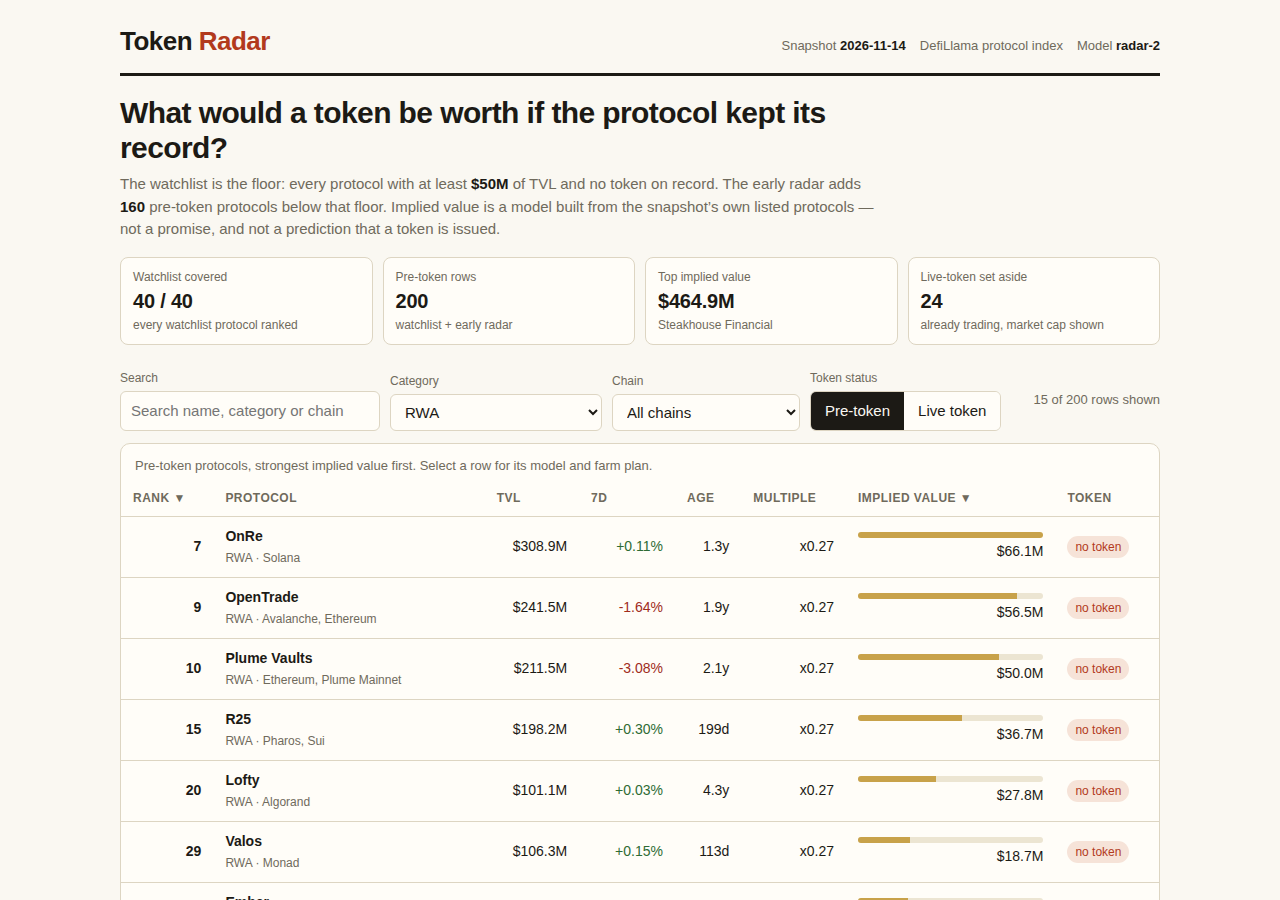 Token Radar
Snapshot 2026-11-14 DefiLlama protocol index Model radar-2
What would a token be worth if the protocol kept its
record?
The watchlist is the floor: every protocol with at least $50M of TVL and no token on record. The early radar adds
160 pre-token protocols below that floor. Implied value is a model built from the snapshot's own listed protocols —
not a promise, and not a prediction that a token is issued.
Watchlist covered
40 / 40
every watchlist protocol ranked
Pre-token rows
200
watchlist + early radar
Top implied value
$464.9M
Steakhouse Financial
Live-token set aside
24
already trading, market cap shown
Search
Search name, category or chain
Category
RWA
Chain
All chains
Token status
Pre-token Live token
15 of 200 rows shown
Pre-token protocols, strongest implied value first. Select a row for its model and farm plan.
RANK ▼ PROTOCOL TVL 7D AGE MULTIPLE IMPLIED VALUE ▼ TOKEN
7 OnRe $308.9M +0.11% 1.3y x0.27 $66.1M no token
RWA · Solana
9 OpenTrade $241.5M -1.64% 1.9y x0.27 $56.5M no token
RWA · Avalanche, Ethereum
10 Plume Vaults $211.5M -3.08% 2.1y x0.27 $50.0M no token
RWA · Ethereum, Plume Mainnet
15 R25 $198.2M +0.30% 199d x0.27 $36.7M no token
RWA · Pharos, Sui
20 Lofty $101.1M +0.03% 4.3y x0.27 $27.8M no token
RWA · Algorand
29 Valos $106.3M +0.15% 113d x0.27 $18.7M no token
RWA · Monad